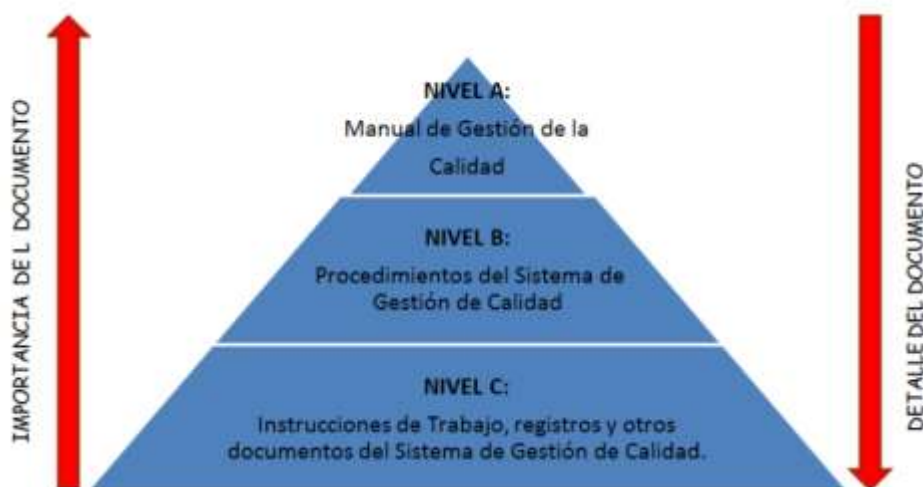 IMPORTANCIA DE L DOCUMENTO
NIVEL A:
Manual de Gestión de la
Calidad
NIVEL B:
Procedimientos del Sistema de
Gestión de Calidad
NIVEL C:
Instrucciones de Trabajo, registros y otros
documentos del Sistema de Gestión de Calidad.
DETALLE DEL DOCUMENTO